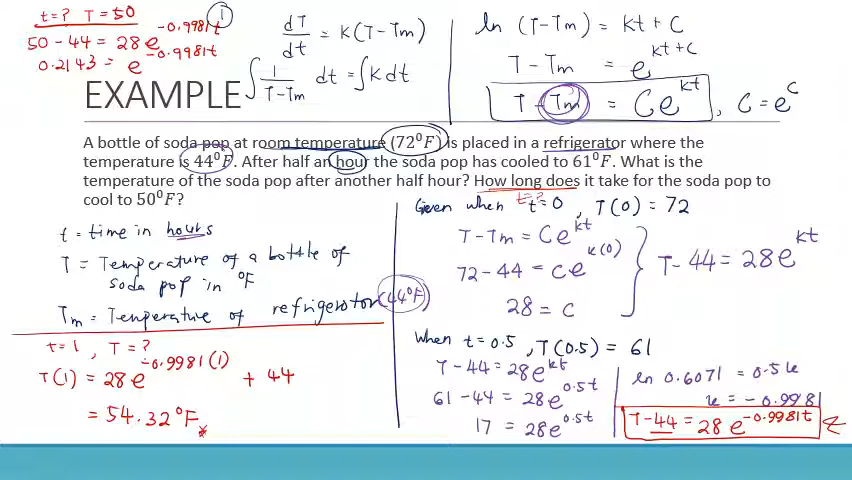 t=? T=50
50-44 = 28e^-0.9981t
0.2143 = e^-0.9981t
①
dT/dt = K(T-Tm)
∫ 1/(T-Tm) dt = ∫ K dt
ln (T-Tm) = Kt + C
T-Tm = e^kt+C
T-Tm = Ce^kt , C=e^C
EXAMPLE
A bottle of soda pop at room temperature (72⁰F) is placed in a refrigerator where the
temperature is 44⁰F. After half an hour the soda pop has cooled to 61⁰F. What is the
temperature of the soda pop after another half hour? How long does it take for the soda pop to
cool to 50⁰F?
t=?
t = time in hours
T = Temperature of a bottle of
soda pop in °F
Tm = Temperature of refrigerator (44°F)
t=1 , T=?
T(1) = 28e^-0.9981(1) + 44
= 54.32°F
Given when t=0 , T(0) = 72
T-Tm = Ce^kt
72-44 = Ce^k(0)
28 = C
T-44 = 28e^kt
When t=0.5 , T(0.5) = 61
T-44 = 28e^kt
61-44 = 28e^0.5t
17 = 28e^0.5t
ln 0.6071 = 0.5k
k = -0.9981
T-44 = 28e^-0.9981t